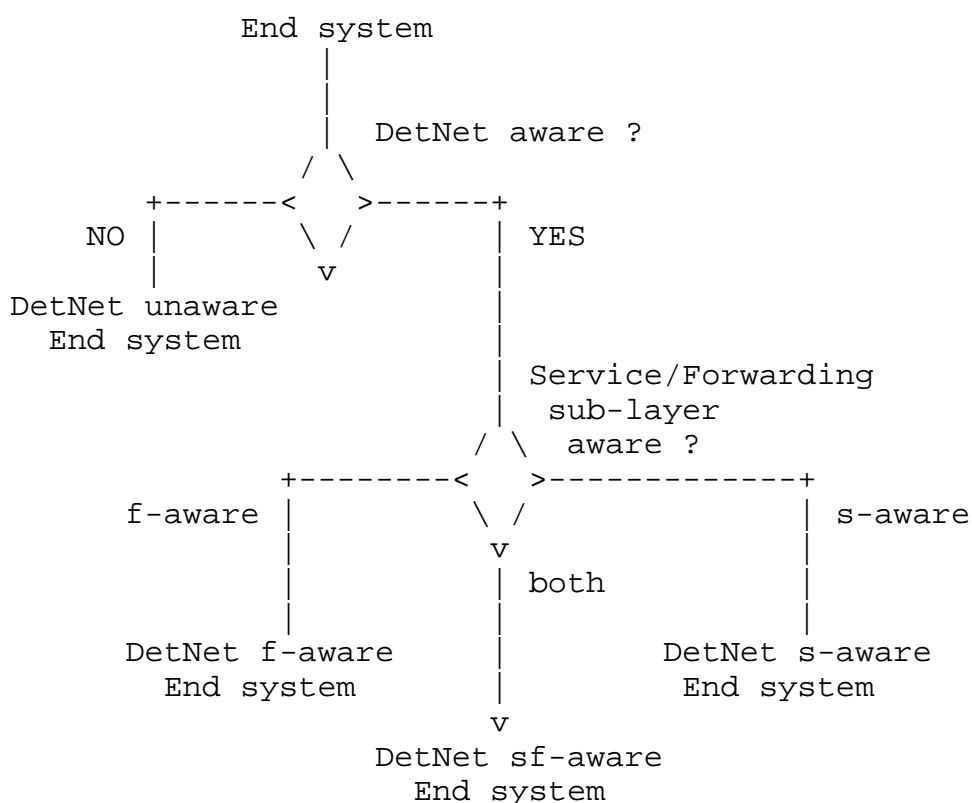 End system
DetNet aware ?
NO
YES
DetNet unaware
End system
Service/Forwarding
sub-layer
aware ?
f-aware
s-aware
both
DetNet f-aware
End system
DetNet s-aware
End system
DetNet sf-aware
End system